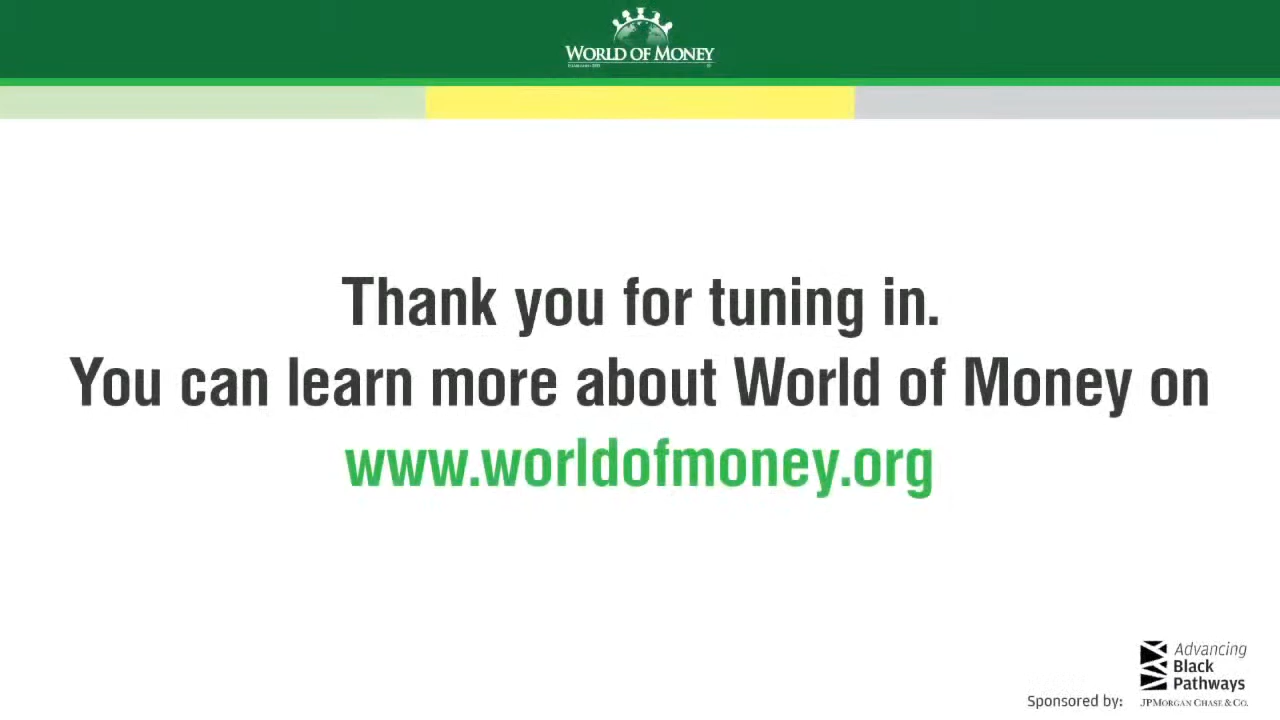 WORLD OF MONEY
Thank you for tuning in.
You can learn more about World of Money on
www.worldofmoney.org
Advancing
Black
Pathways
Sponsored by:
JPMORGAN CHASE & CO.